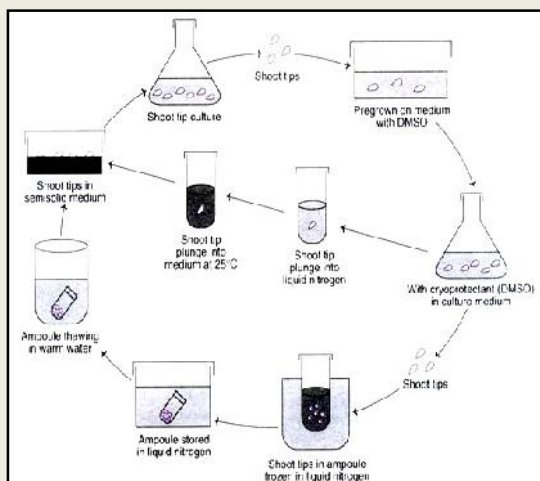 Shoot tips
Shoot tip culture
Pregrown on medium
with DMSO
Shoot tips in
semisolic medium
Shoot tip
plunge into
medium at 25°C
Shoot tip
plunge into
liquid nitrogen
With cryoprotectant (DMSO)
in culture medium
Ampoule thawing
in warm water
Shoot tips
Ampoule stored
in liquid nitrogen
Shoot tips in ampoule
frozen in liquid nitrogen